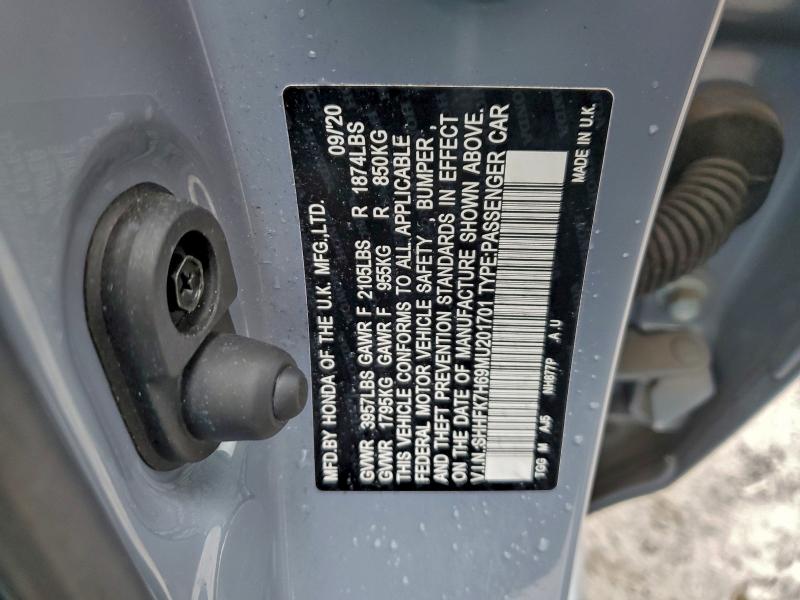 MFD.BY HONDA OF THE U.K. MFG.,LTD. 09/'20
GVWR 3957LBS GAWR F 2105LBS R 1874LBS
GVWR 1795KG GAWR F 955KG R 850KG
THIS VEHICLE CONFORMS TO ALL APPLICABLE
FEDERAL MOTOR VEHICLE SAFETY , BUMPER ,
AND THEFT PREVENTION STANDARDS IN EFFECT
ON THE DATE OF MANUFACTURE SHOWN ABOVE.
V.I.N.:SHHFK7H69MU201701 TYPE:PASSENGER CAR
TGG M AJ5 NH877P A.U MADE IN U.K.